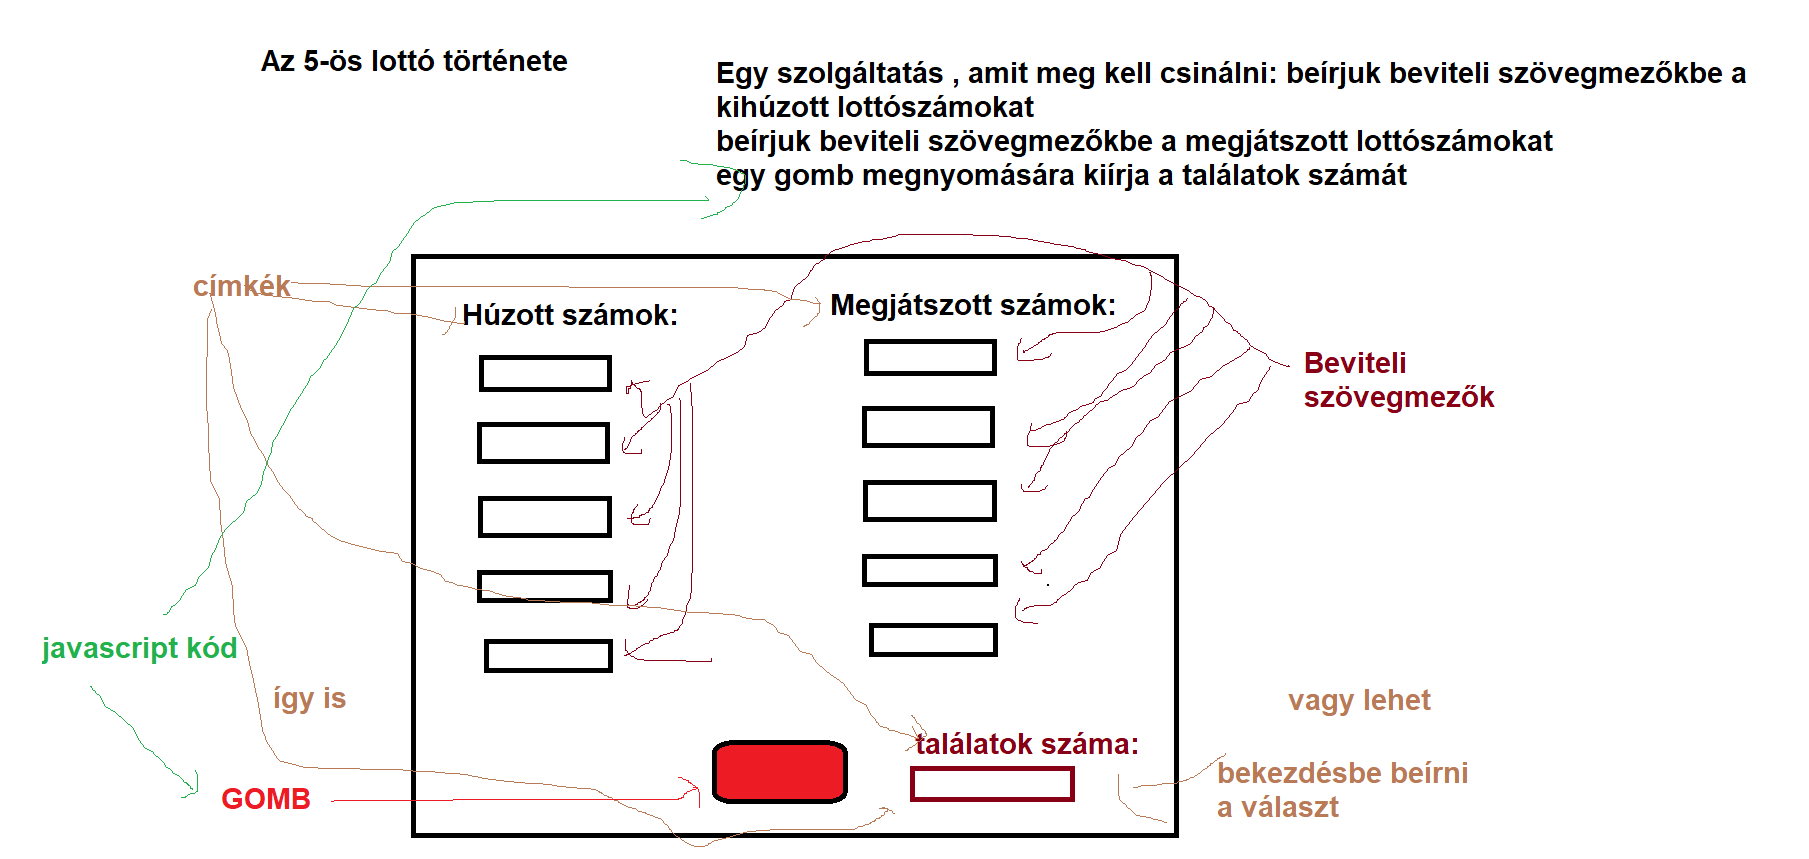 Az 5-ös lottó története
Egy szolgáltatás , amit meg kell csinálni: beírjuk beviteli szövegmezőkbe a
kihúzott lottószámokat
beírjuk beviteli szövegmezőkbe a megjátszott lottószámokat
egy gomb megnyomására kiírja a találatok számát
címkék
Húzott számok:
Megjátszott számok:
Beviteli
szövegmezők
javascript kód
így is
vagy lehet
találatok száma:
bekezdésbe beírni
a választ
GOMB